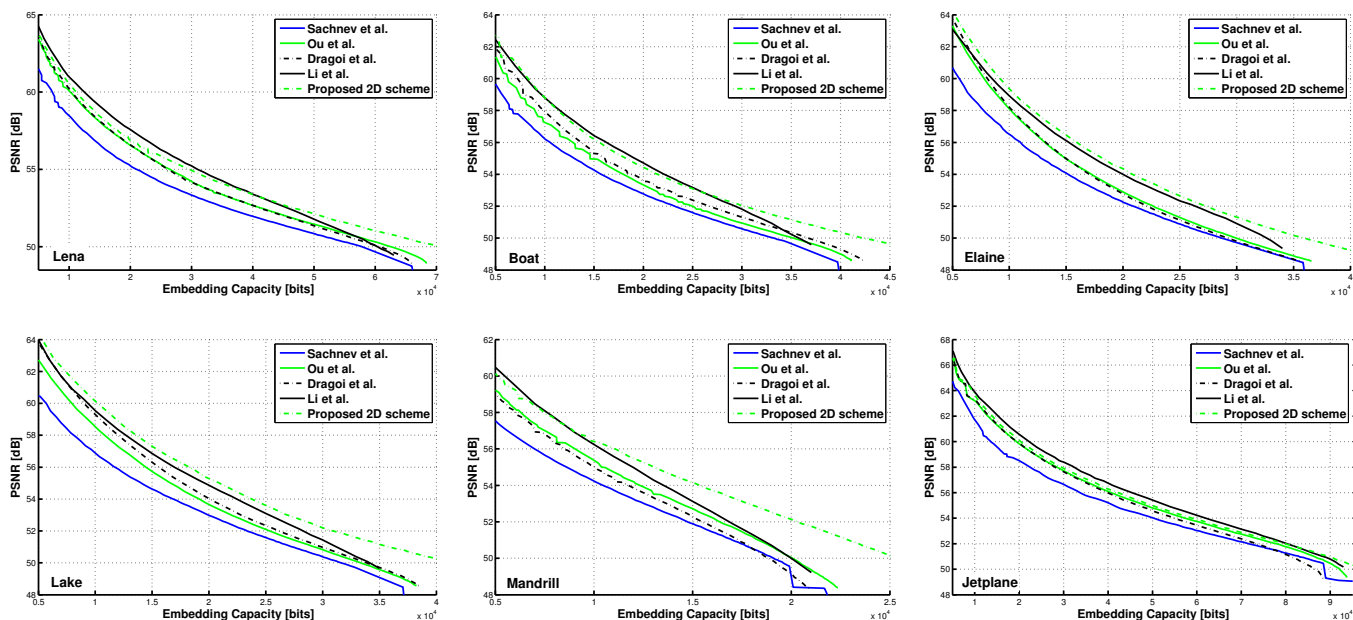 65
60
55
50
PSNR [dB]
Sachnev et al.
Ou et al.
Dragoi et al.
Li et al.
Proposed 2D scheme
Lena
1 2 3 4 5 6 7
Embedding Capacity [bits]
x 10^4
64
62
60
58
56
54
52
50
48
PSNR [dB]
Sachnev et al.
Ou et al.
Dragoi et al.
Li et al.
Proposed 2D scheme
Boat
0.5 1 1.5 2 2.5 3 3.5 4 4.5
Embedding Capacity [bits]
x 10^4
64
62
60
58
56
54
52
50
48
PSNR [dB]
Sachnev et al.
Ou et al.
Dragoi et al.
Li et al.
Proposed 2D scheme
Elaine
0.5 1 1.5 2 2.5 3 3.5 4
Embedding Capacity [bits]
x 10^4
64
62
60
58
56
54
52
50
48
PSNR [dB]
Sachnev et al.
Ou et al.
Dragoi et al.
Li et al.
Proposed 2D scheme
Lake
0.5 1 1.5 2 2.5 3 3.5 4
Embedding Capacity [bits]
x 10^4
62
60
58
56
54
52
50
48
PSNR [dB]
Sachnev et al.
Ou et al.
Dragoi et al.
Li et al.
Proposed 2D scheme
Mandrill
0.5 1 1.5 2 2.5
Embedding Capacity [bits]
x 10^4
68
66
64
62
60
58
56
54
52
50
48
PSNR [dB]
Sachnev et al.
Ou et al.
Dragoi et al.
Li et al.
Proposed 2D scheme
Jetplane
1 2 3 4 5 6 7 8 9
Embedding Capacity [bits]
x 10^4